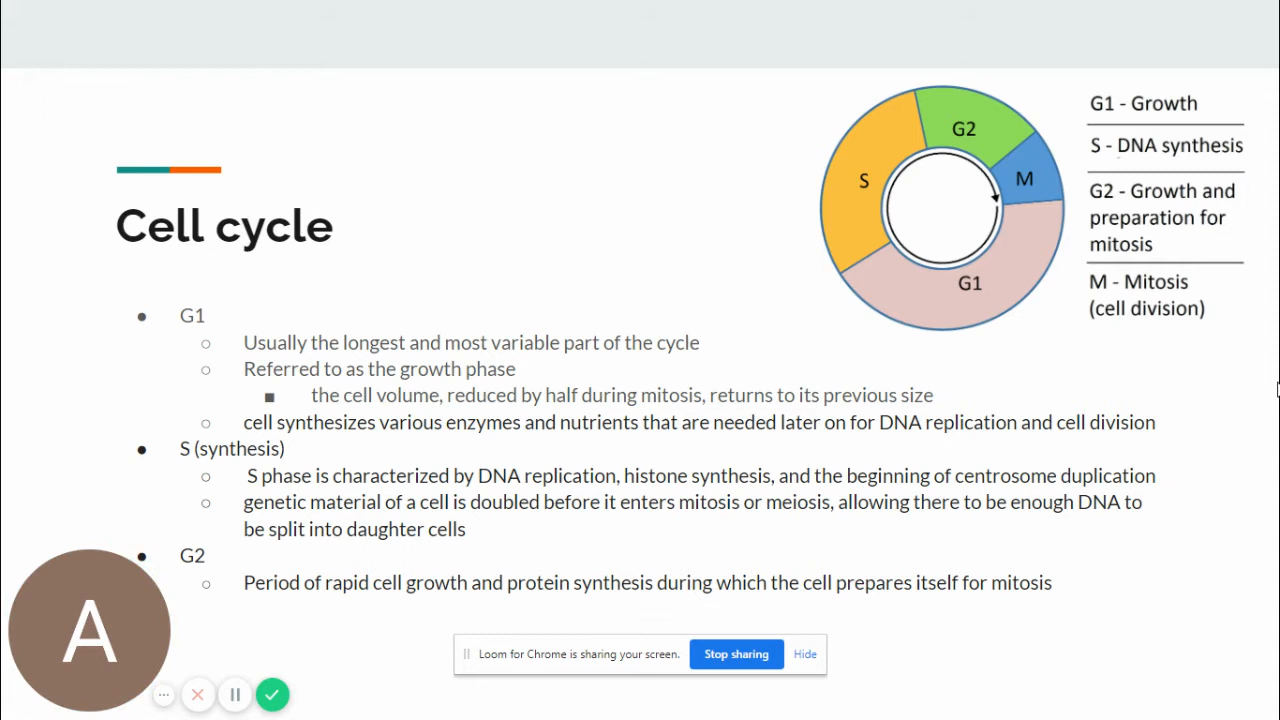 Cell cycle
G2
S
M
G1
G1 - Growth
S - DNA synthesis
G2 - Growth and
preparation for
mitosis
M - Mitosis
(cell division)
● G1
○ Usually the longest and most variable part of the cycle
○ Referred to as the growth phase
■ the cell volume, reduced by half during mitosis, returns to its previous size
○ cell synthesizes various enzymes and nutrients that are needed later on for DNA replication and cell division
● S (synthesis)
○ S phase is characterized by DNA replication, histone synthesis, and the beginning of centrosome duplication
○ genetic material of a cell is doubled before it enters mitosis or meiosis, allowing there to be enough DNA to
be split into daughter cells
● G2
○ Period of rapid cell growth and protein synthesis during which the cell prepares itself for mitosis
A
Loom for Chrome is sharing your screen. Stop sharing Hide